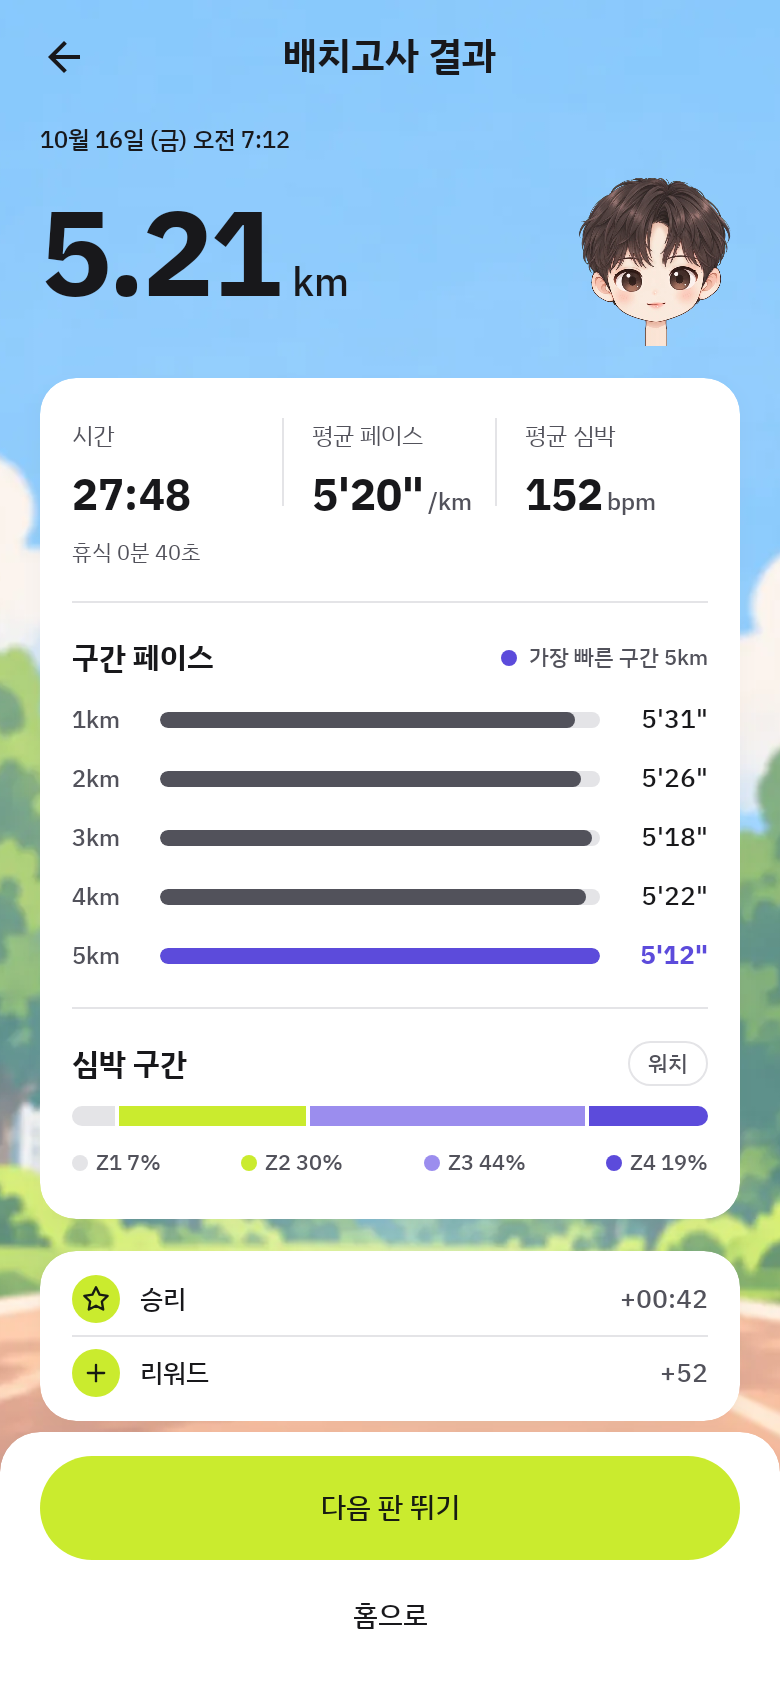 배치고사 결과
10월 16일 (금) 오전 7:12
5.21 km
시간
27:48
휴식 0분 40초
평균 페이스
5'20" /km
평균 심박
152 bpm
구간 페이스
가장 빠른 구간 5km
1km 5'31"
2km 5'26"
3km 5'18"
4km 5'22"
5km 5'12"
심박 구간
워치
Z1 7% Z2 30% Z3 44% Z4 19%
승리 +00:42
리워드 +52
다음 판 뛰기
홈으로